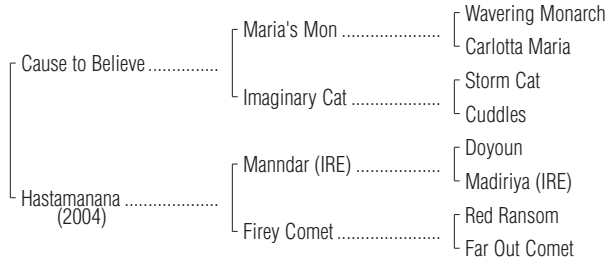 Wavering Monarch
Maria's Mon ....................
Carlotta Maria
Cause to Believe ...............
Storm Cat
Imaginary Cat ...................
Cuddles
Doyoun
Manndar (IRE) ..................
Madiriya (IRE)
Hastamanana ....................
(2004)
Red Ransom
Firey Comet .....................
Far Out Comet